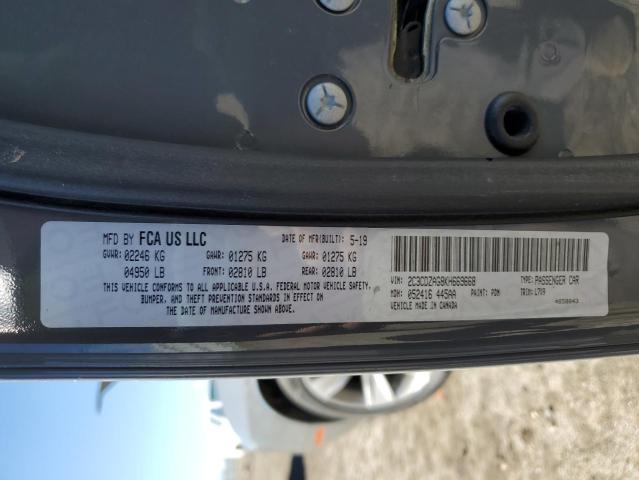 MFD BY FCA US LLC
DATE OF MFR(BUILT): 5-19
GVWR: 02246 KG
GAWR: 01275 KG
GAWR: 01275 KG
04950 LB
FRONT: 02810 LB
REAR: 02810 LB
THIS VEHICLE CONFORMS TO ALL APPLICABLE U.S.A. FEDERAL MOTOR VEHICLE SAFETY,
BUMPER, AND THEFT PREVENTION STANDARDS IN EFFECT ON
THE DATE OF MANUFACTURE SHOWN ABOVE.
VIN: 2C3CDZAG8KH663668
TYPE: PASSENGER CAR
MDH: 052416 445AA
PAINT: PDN
TRIM: L7X9
VEHICLE MADE IN CANADA